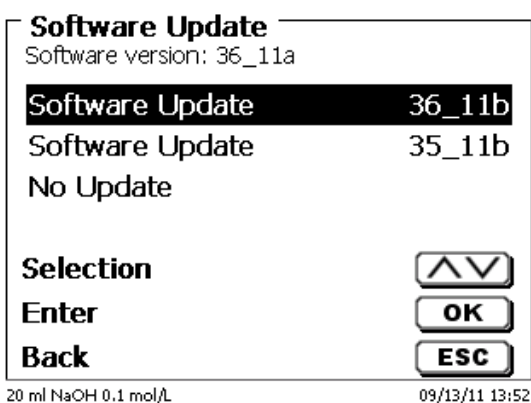 Software Update
Software version: 36_11a
Software Update 36_11b
Software Update 35_11b
No Update
Selection
Enter OK
Back ESC
20 ml NaOH 0.1 mol/L 09/13/11 13:52